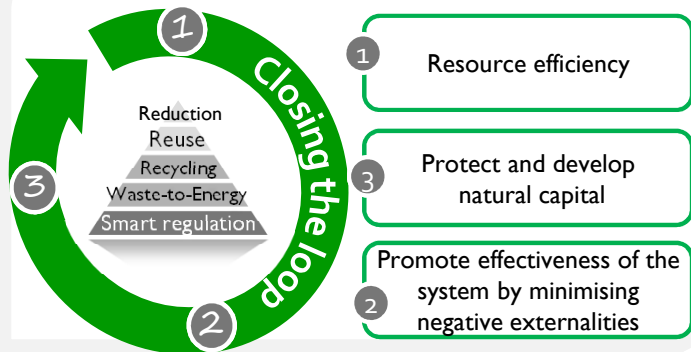 1
Closing the loop
Reduction
Reuse
Recycling
Waste-to-Energy
Smart regulation
3
2
1
Resource efficiency
3
Protect and develop
natural capital
2
Promote effectiveness of the
system by minimising
negative externalities